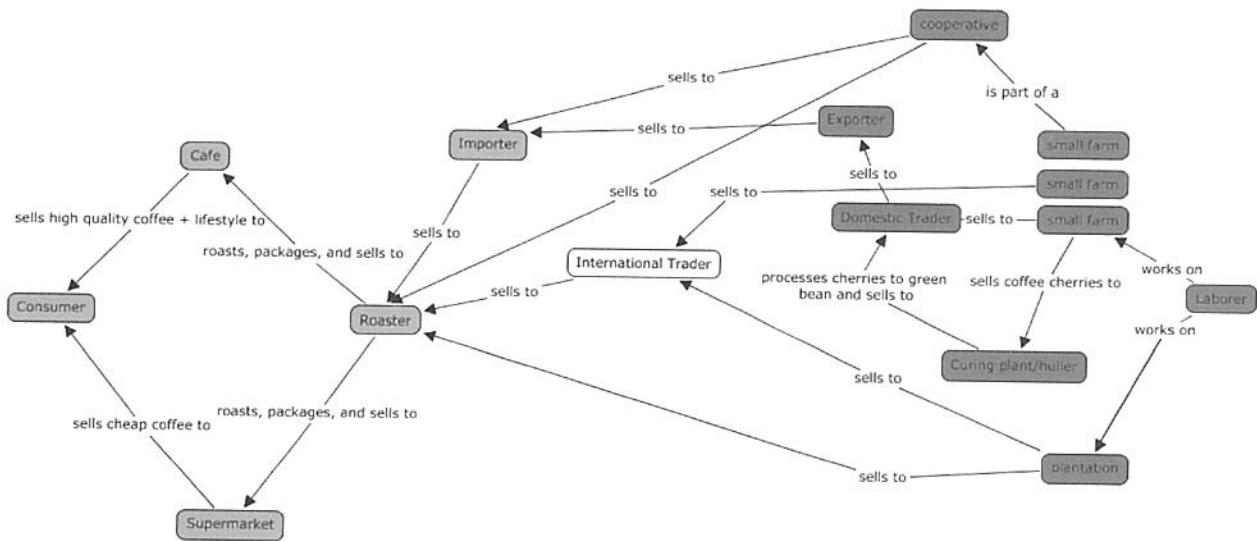 cooperative
sells to
is part of a
Exporter
sells to
Importer
small farm
Cafe
sells to
small farm
sells to
sells to
sells high quality coffee + lifestyle to
Domestic Trader
sells to
small farm
sells to
roasts, packages, and sells to
International Trader
works on
processes cherries to green
bean and sells to
sells coffee cherries to
sells to
Consumer
Laborer
Roaster
works on
Curing plant/huller
sells to
roasts, packages, and sells to
sells cheap coffee to
plantation
sells to
Supermarket